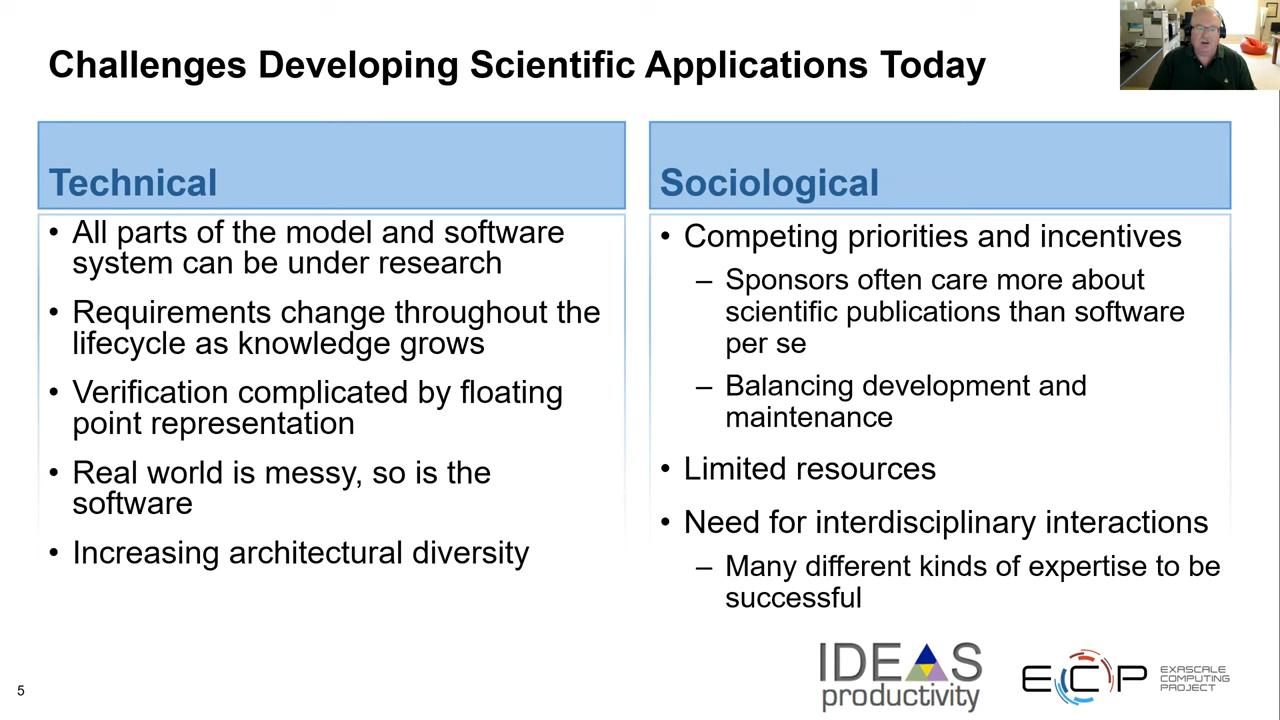 Challenges Developing Scientific Applications Today
Technical
• All parts of the model and software
system can be under research
• Requirements change throughout the
lifecycle as knowledge grows
• Verification complicated by floating
point representation
• Real world is messy, so is the
software
• Increasing architectural diversity
Sociological
• Competing priorities and incentives
– Sponsors often care more about
scientific publications than software
per se
– Balancing development and
maintenance
• Limited resources
• Need for interdisciplinary interactions
– Many different kinds of expertise to be
successful
5
IDEAS
productivity
ECP
EXASCALE
COMPUTING
PROJECT